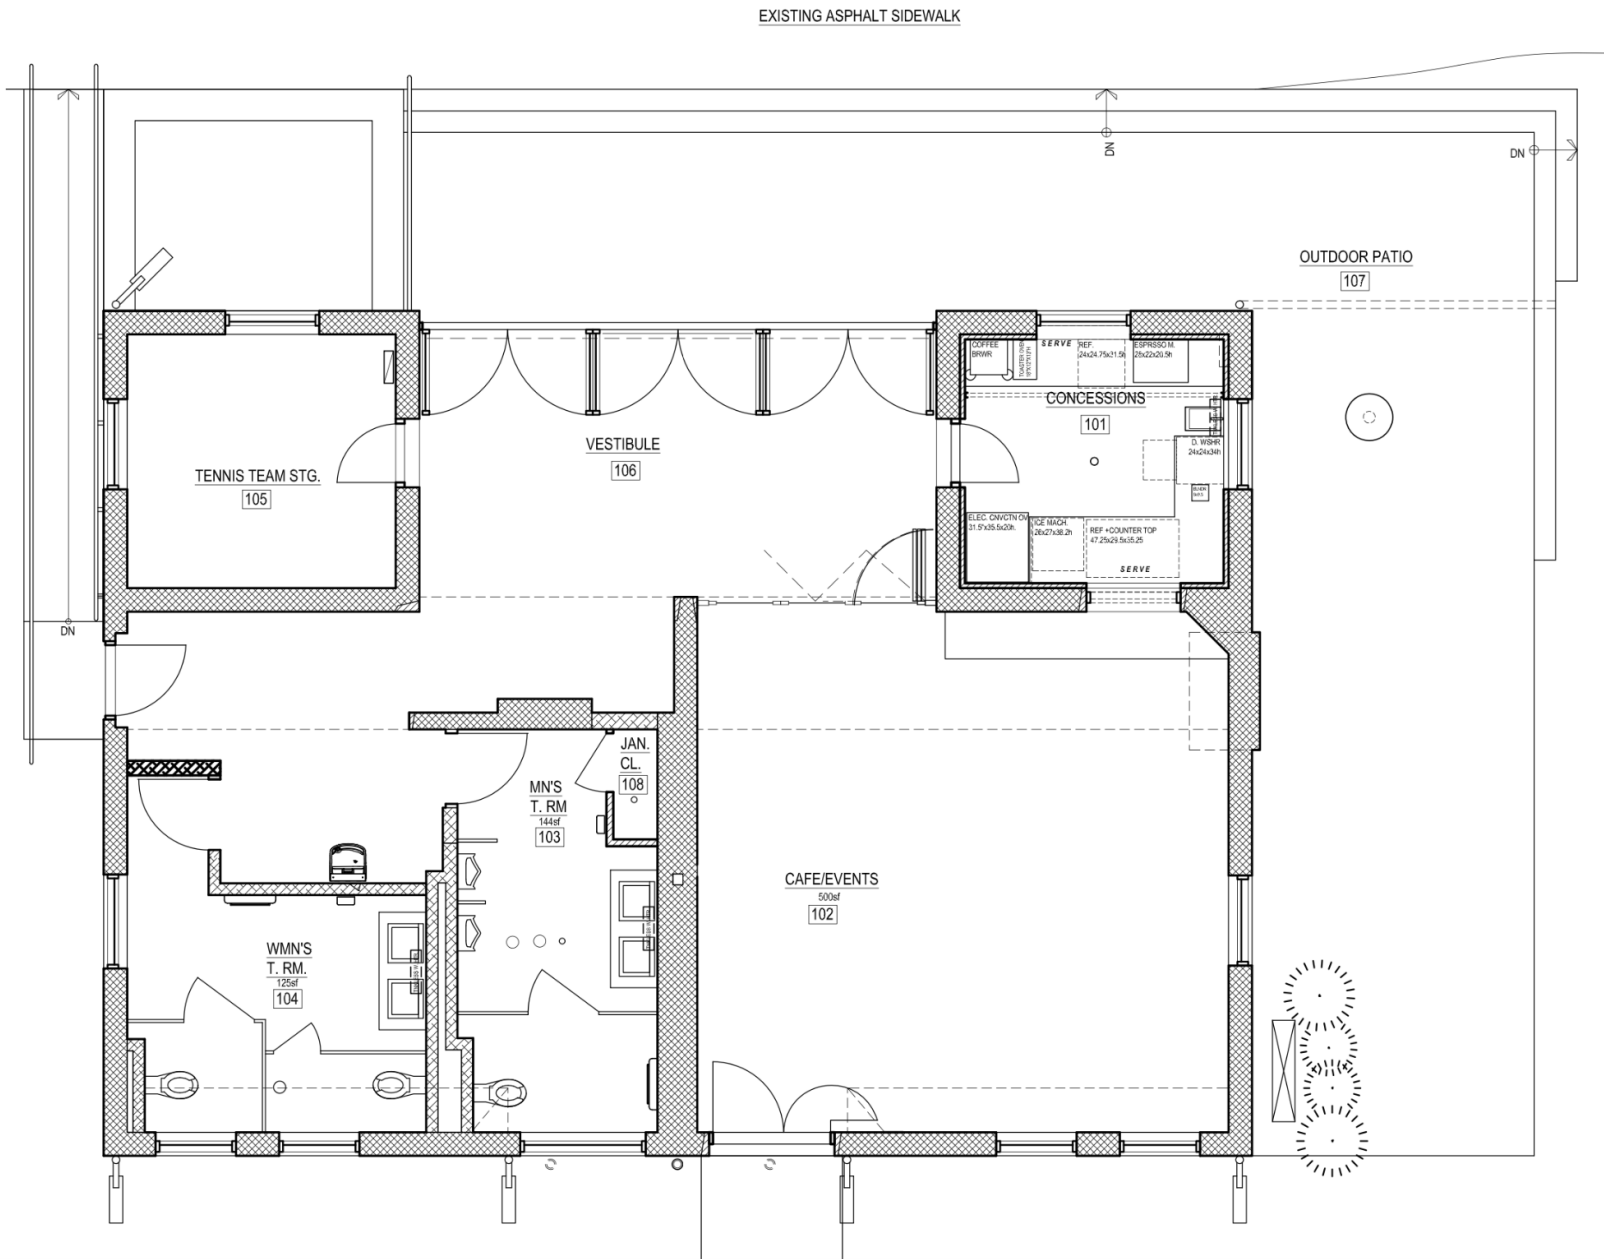 EXISTING ASPHALT SIDEWALK
DN
DN
OUTDOOR PATIO
107
COFFEE
BRWR
SERVE
REF.
24x24.75x31.5h
ESPRSSO M.
28x22x20.5h
CONCESSIONS
101
D. WSHR
24x24x34h
VESTIBULE
106
TENNIS TEAM STG.
105
ELEC. CNVCTN OV
31.5"x35.5x20h.
ICE MACH.
26x27x38.2h
REF +COUNTER TOP
47.25x29.5x35.25
SERVE
DN
JAN.
CL.
108
MN'S
T. RM
144sf
103
CAFE/EVENTS
500sf
102
WMN'S
T. RM.
125sf
104